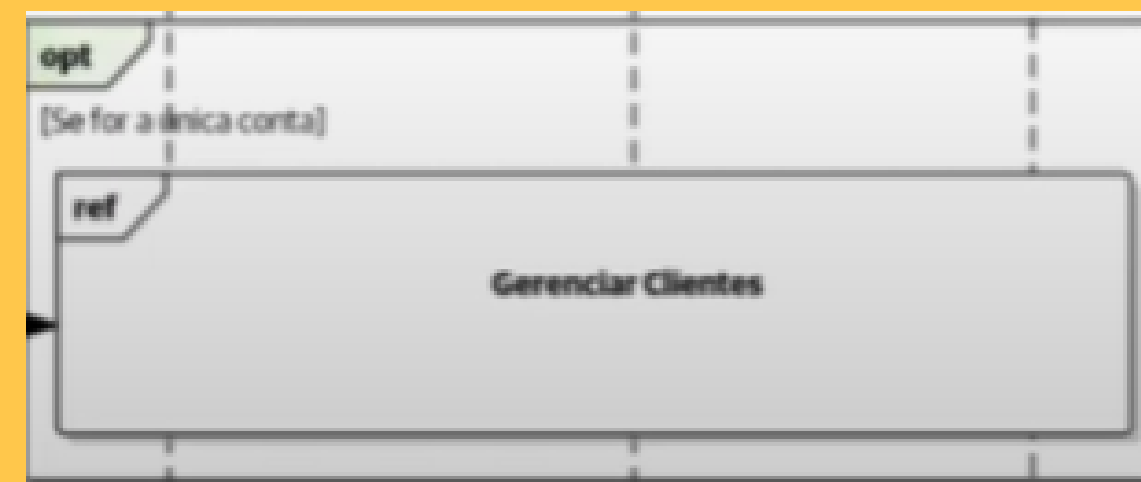 opt
[Se for a única conta]
ref
Gerenciar Clientes